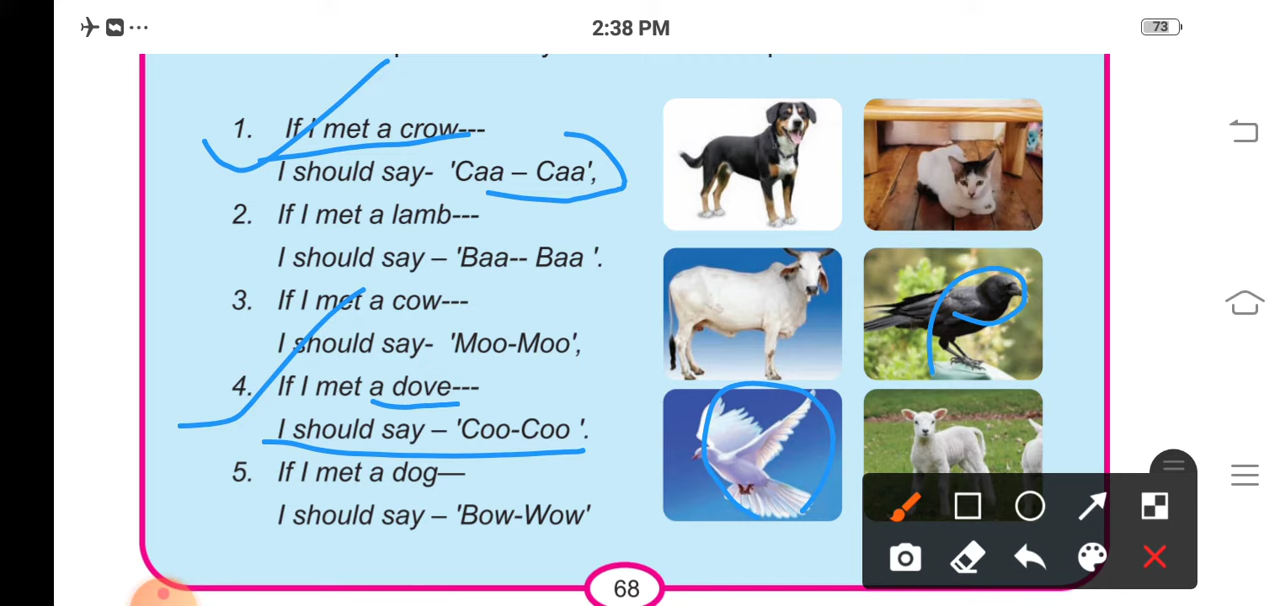 2:38 PM
73
1. If I met a crow---
I should say- 'Caa – Caa',
2. If I met a lamb---
I should say – 'Baa-- Baa '.
3. If I met a cow---
I should say- 'Moo-Moo',
4. If I met a dove---
I should say – 'Coo-Coo '.
5. If I met a dog—
I should say – 'Bow-Wow'
68